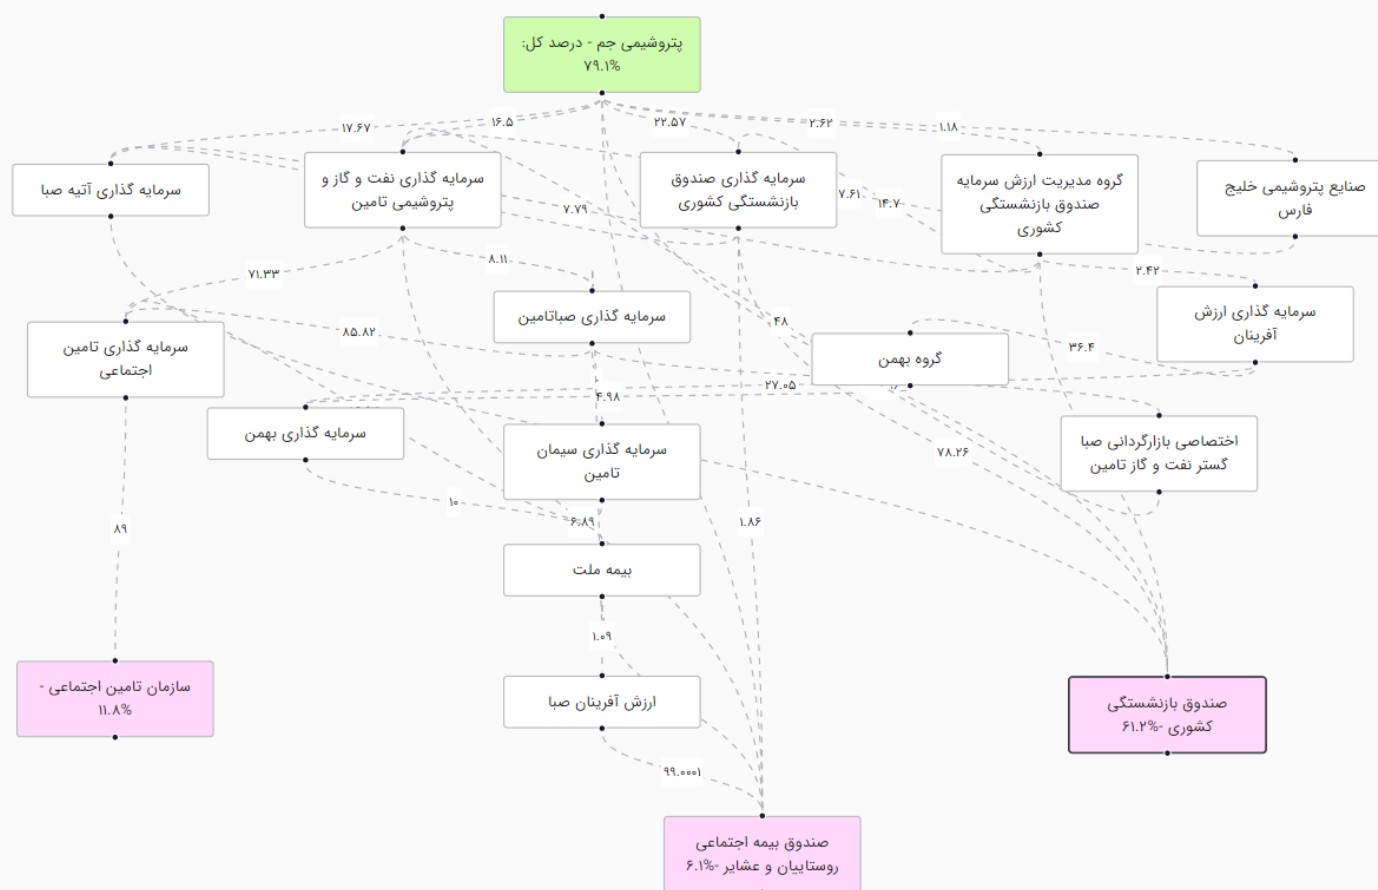 پتروشیمی جم - درصد کل:
۷۹.۱%
۱۷.۶۷
۱۶.۵
۲۲.۵۷
۲.۶۲
۱.۱۸
سرمایه گذاری آتیه صبا
سرمایه گذاری نفت و گاز و
پتروشیمی تامین
سرمایه گذاری صندوق
بازنشستگی کشوری
گروه مدیریت ارزش سرمایه
صندوق بازنشستگی
کشوری
صنایع پتروشیمی خلیج
فارس
۷.۷۹
۷.۶۱
۱۴.۷
۷۱.۳۳
۸.۱۱
۲.۴۲
سرمایه گذاری تامین
اجتماعی
سرمایه گذاری صباتامین
سرمایه گذاری ارزش
آفرینان
۸۵.۸۲
۴۸
گروه بهمن
۳۶.۴
۲۷.۰۵
۴.۹۸
سرمایه گذاری بهمن
سرمایه گذاری سیمان
تامین
اختصاصی بازارگردانی صبا
گستر نفت و گاز تامین
۷۸.۲۶
۸۹
۱۰
۶.۸۹
۱.۸۶
بیمه ملت
۱.۰۹
سازمان تامین اجتماعی -
۱۱.۸%
ارزش آفرینان صبا
صندوق بازنشستگی
کشوری -۶۱.۲%
۹۹.۰۰۰۱
صندوق بیمه اجتماعی
روستاییان و عشایر -۶.۱%